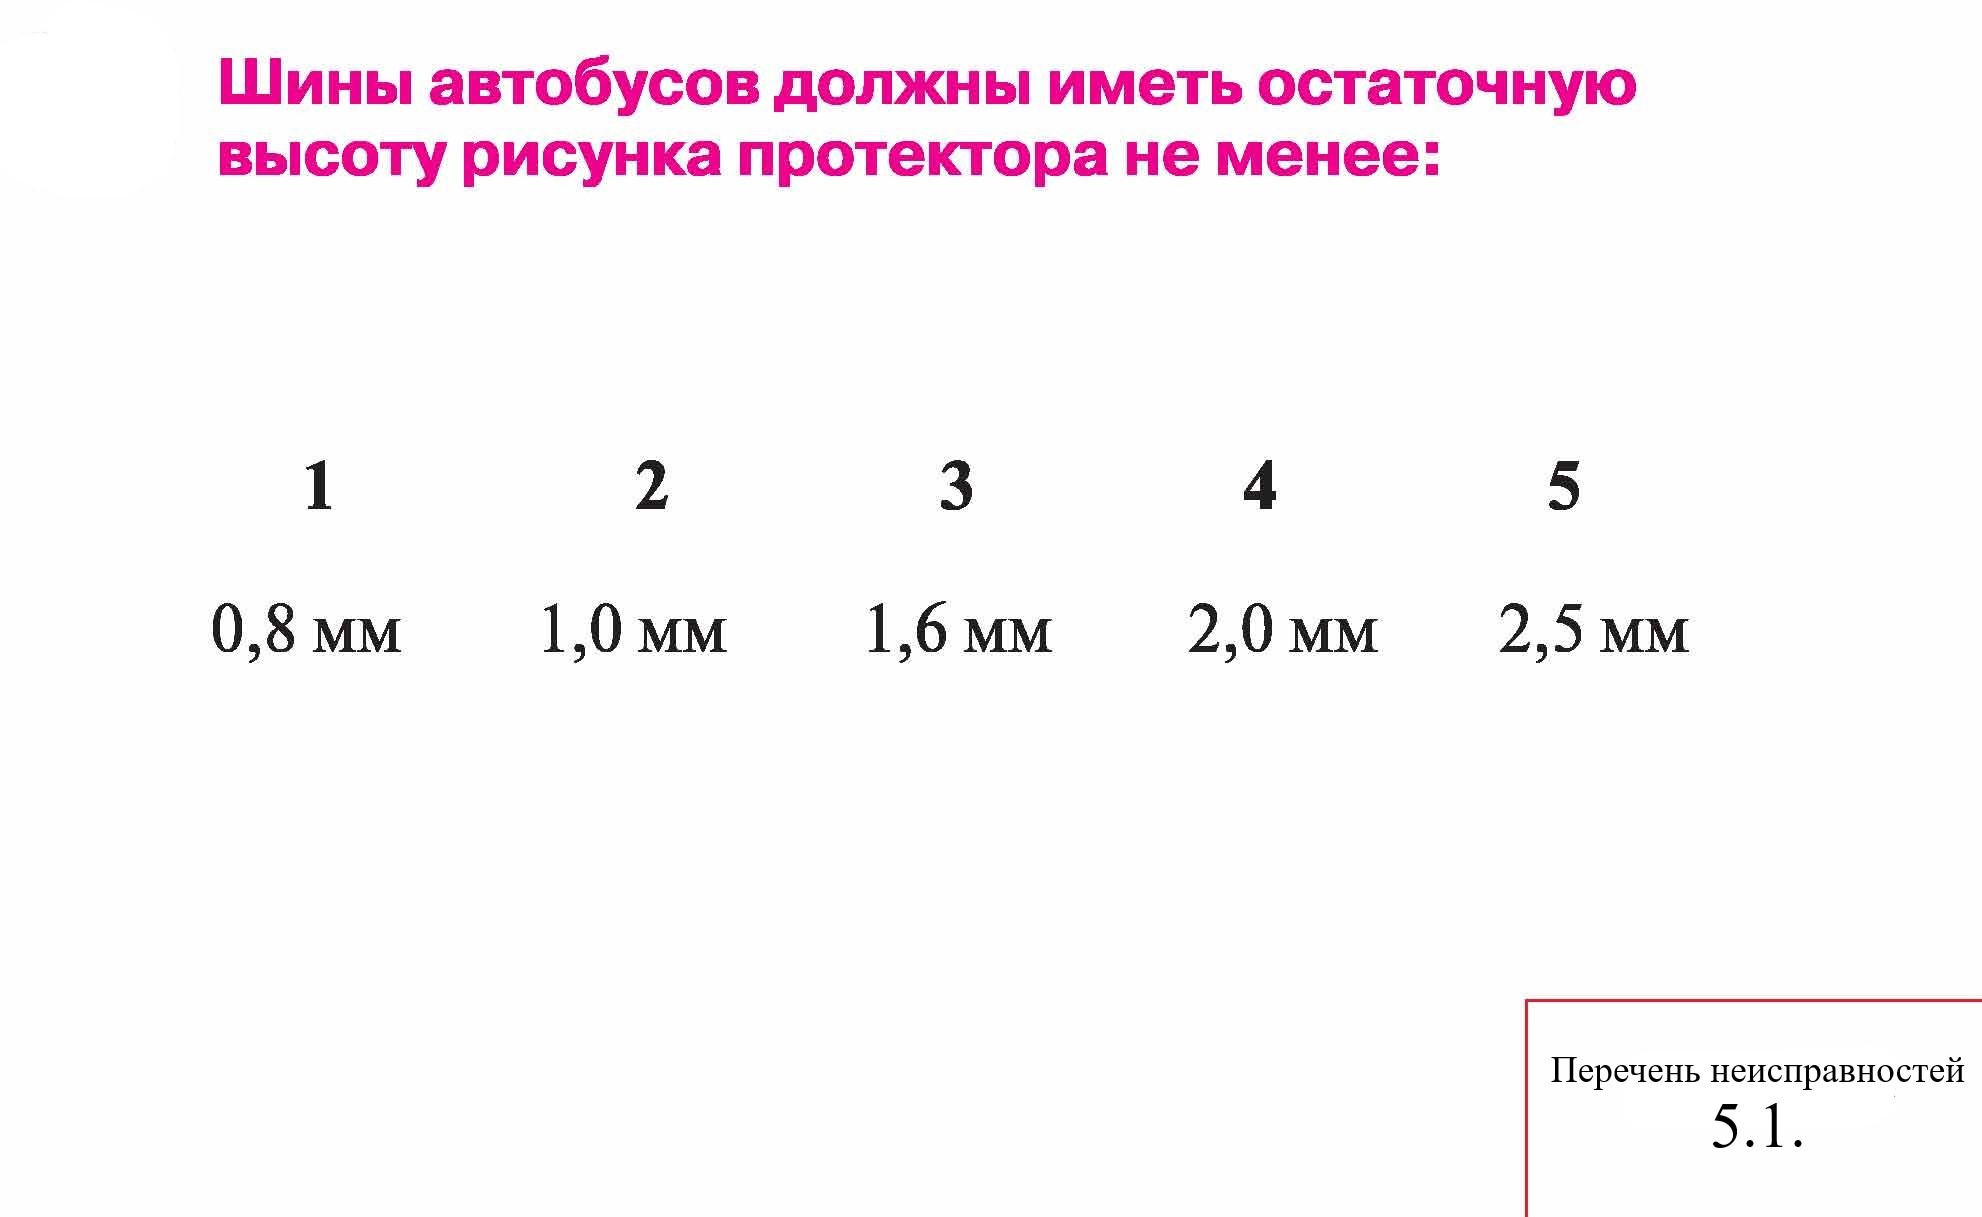 Шины автобусов должны иметь остаточную
высоту рисунка протектора не менее:
1 2 3 4 5
0,8 мм 1,0 мм 1,6 мм 2,0 мм 2,5 мм
Перечень неисправностей
5.1.